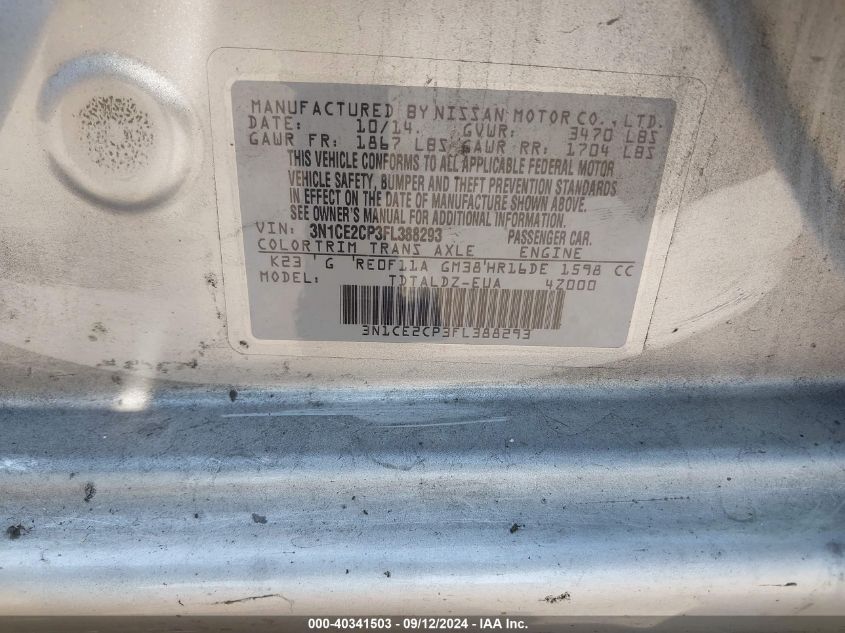 MANUFACTURED BY NISSAN MOTOR CO., LTD.
DATE: 10/14. GVWR: 3470 LBS
GAWR FR: 1867 LBS GAWR RR: 1704 LBS
THIS VEHICLE CONFORMS TO ALL APPLICABLE FEDERAL MOTOR
VEHICLE SAFETY, BUMPER AND THEFT PREVENTION STANDARDS
IN EFFECT ON THE DATE OF MANUFACTURE SHOWN ABOVE.
SEE OWNER'S MANUAL FOR ADDITIONAL INFORMATION.
VIN: 3N1CE2CP3FL388293 PASSENGER CAR.
COLOR TRIM TRANS AXLE ENGINE
K23 'G 'RE0F11A GM38'HR16DE 1598 CC
MODEL: TDTALDZ-EUA 4Z000
3N1CE2CP3FL388293
000-40341503 - 09/12/2024 - IAA Inc.